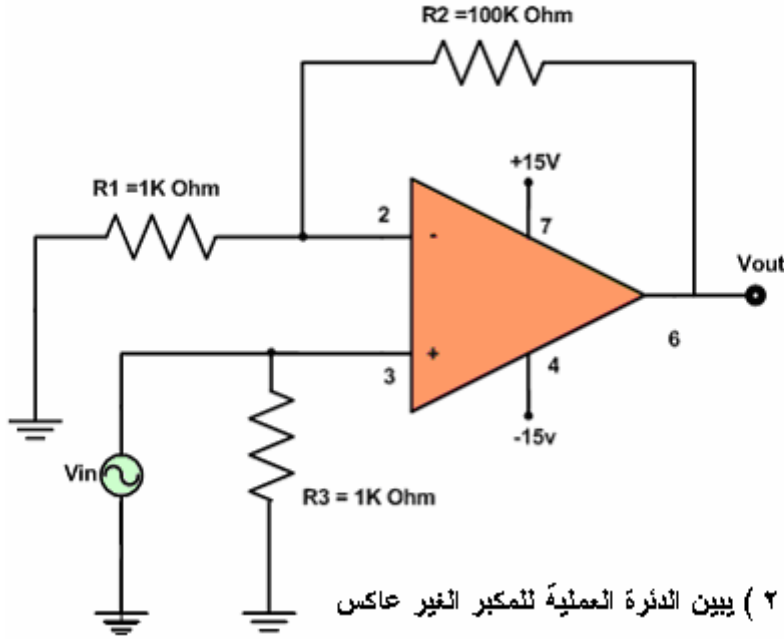 R2 =100K Ohm
+15V
R1 =1K Ohm
2
7
-
Vout
6
+
3
4
-15v
Vin
R3 = 1K Ohm
٢ ) يبين الدئرة العملية للمكبر الغير عاكس